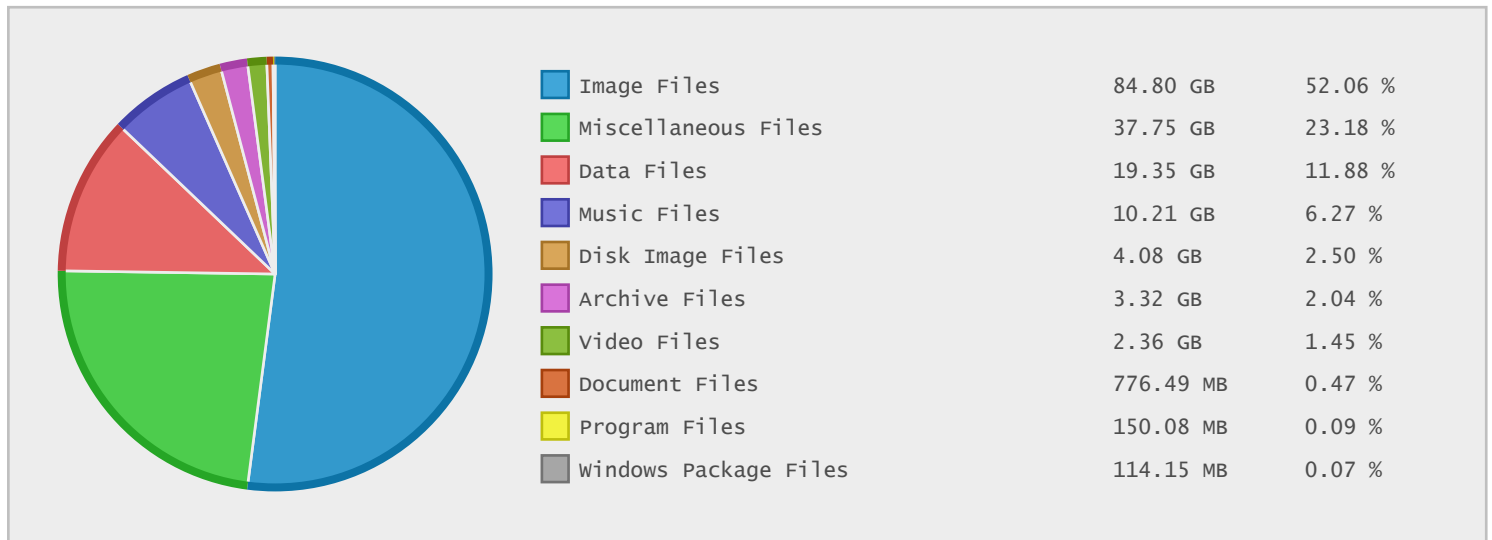 Image Files 84.80 GB 52.06 %
Miscellaneous Files 37.75 GB 23.18 %
Data Files 19.35 GB 11.88 %
Music Files 10.21 GB 6.27 %
Disk Image Files 4.08 GB 2.50 %
Archive Files 3.32 GB 2.04 %
Video Files 2.36 GB 1.45 %
Document Files 776.49 MB 0.47 %
Program Files 150.08 MB 0.09 %
Windows Package Files 114.15 MB 0.07 %